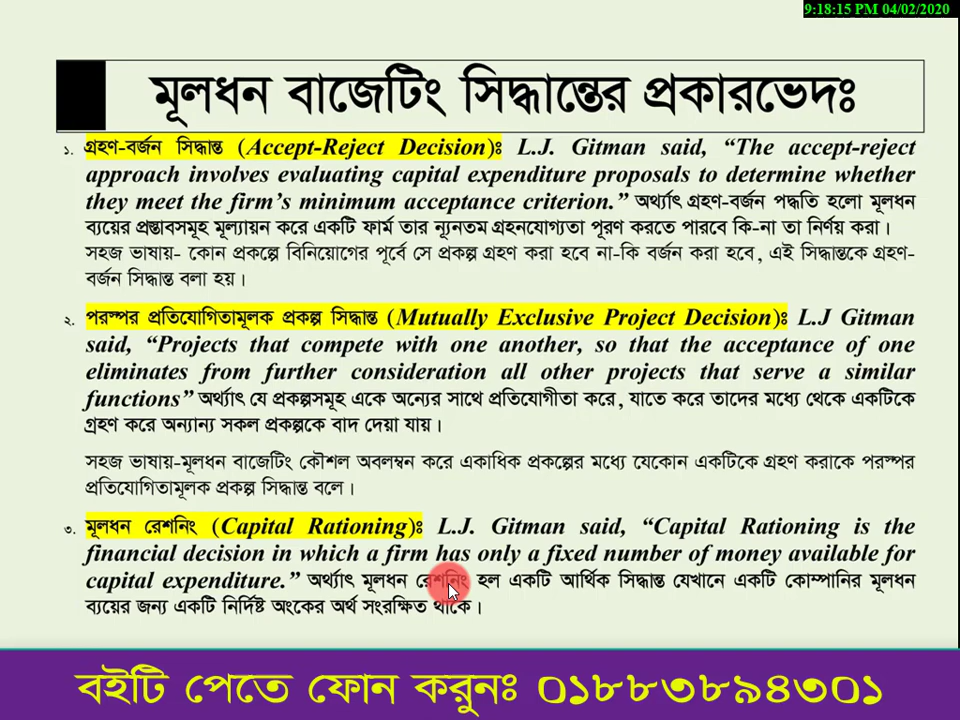 9:18:15 PM 04/02/2020
মূলধন বাজেটিং সিদ্ধান্তের প্রকারভেদঃ
১. গ্রহণ-বর্জন সিদ্ধান্ত (Accept-Reject Decision)ঃ L.J. Gitman said, “The accept-reject
approach involves evaluating capital expenditure proposals to determine whether
they meet the firm’s minimum acceptance criterion.” অর্থ্যাৎ গ্রহণ-বর্জন পদ্ধতি হলো মূলধন
ব্যয়ের প্রস্তাবসমূহ মূল্যায়ন করে একটি ফার্ম তার ন্যূনতম গ্রহনযোগ্যতা পূরণ করতে পারবে কি-না তা নির্ণয় করা।
সহজ ভাষায়- কোন প্রকল্পে বিনিয়োগের পূর্বে সে প্রকল্প গ্রহণ করা হবে না-কি বর্জন করা হবে, এই সিদ্ধান্তকে গ্রহণ-
বর্জন সিদ্ধান্ত বলা হয়।
২. পরস্পর প্রতিযোগিতামূলক প্রকল্প সিদ্ধান্ত (Mutually Exclusive Project Decision)ঃ L.J Gitman
said, “Projects that compete with one another, so that the acceptance of one
eliminates from further consideration all other projects that serve a similar
functions” অর্থ্যাৎ যে প্রকল্পসমূহ একে অন্যের সাথে প্রতিযোগীতা করে, যাতে করে তাদের মধ্যে থেকে একটিকে
গ্রহণ করে অন্যান্য সকল প্রকল্পকে বাদ দেয়া যায়।
সহজ ভাষায়-মূলধন বাজেটিং কৌশল অবলম্বন করে একাধিক প্রকল্পের মধ্যে যেকোন একটিকে গ্রহণ করাকে পরস্পর
প্রতিযোগিতামূলক প্রকল্প সিদ্ধান্ত বলে।
৩. মূলধন রেশনিং (Capital Rationing)ঃ L.J. Gitman said, “Capital Rationing is the
financial decision in which a firm has only a fixed number of money available for
capital expenditure.” অর্থ্যাৎ মূলধন রেশনিং হল একটি আর্থিক সিদ্ধান্ত যেখানে একটি কোম্পানির মূলধন
ব্যয়ের জন্য একটি নির্দিষ্ট অংকের অর্থ সংরক্ষিত থাকে।
বইটি পেতে ফোন করুনঃ ০১৮৮৩৮৯৪৩০১